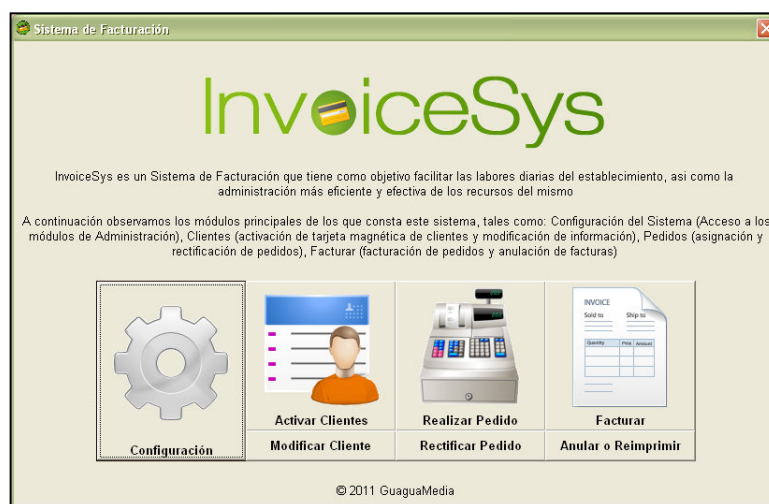 Sistema de Facturación
InvoiceSys
InvoiceSys es un Sistema de Facturación que tiene como objetivo facilitar las labores diarias del establecimiento, asi como la
administración más eficiente y efectiva de los recursos del mismo
A continuación observamos los módulos principales de los que consta este sistema, tales como: Configuración del Sistema (Acceso a los
módulos de Administración), Clientes (activación de tarjeta magnética de clientes y modificación de información), Pedidos (asignación y
rectificación de pedidos), Facturar (facturación de pedidos y anulación de facturas)
INVOICE
Sold to Ship to
Quantity Price Amount
Activar Clientes Realizar Pedido Facturar
Configuración Modificar Cliente Rectificar Pedido Anular o Reimprimir
© 2011 GuaguaMedia